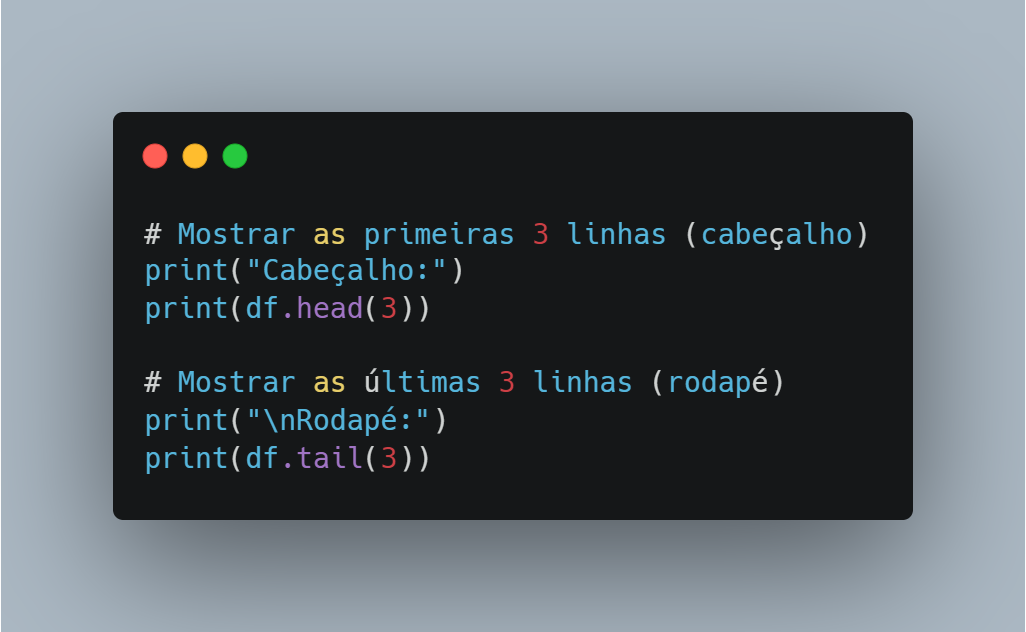 # Mostrar as primeiras 3 linhas (cabeçalho)
print("Cabeçalho:")
print(df.head(3))
# Mostrar as últimas 3 linhas (rodapé)
print("\nRodapé:")
print(df.tail(3))